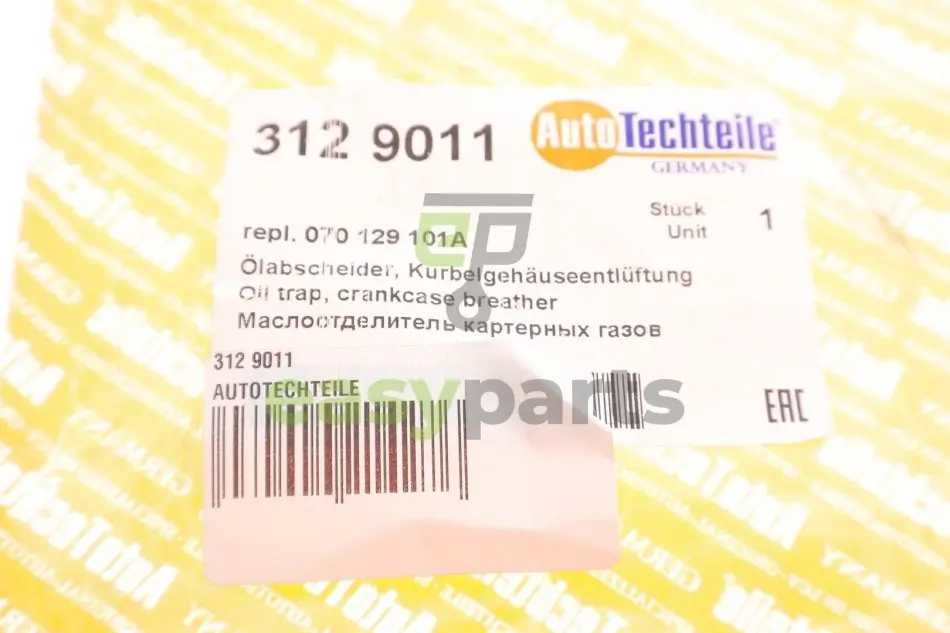 312 9011
AutoTechteile
GERMANY
Stück
Unit 1
repl. 070 129 101A
Ölabscheider, Kurbelgehäuseentlüftung
Oil trap, crankcase breather
Маслоотделитель картерных газов
312 9011
AUTOTECHTEILE
EAC
ep
easyparts